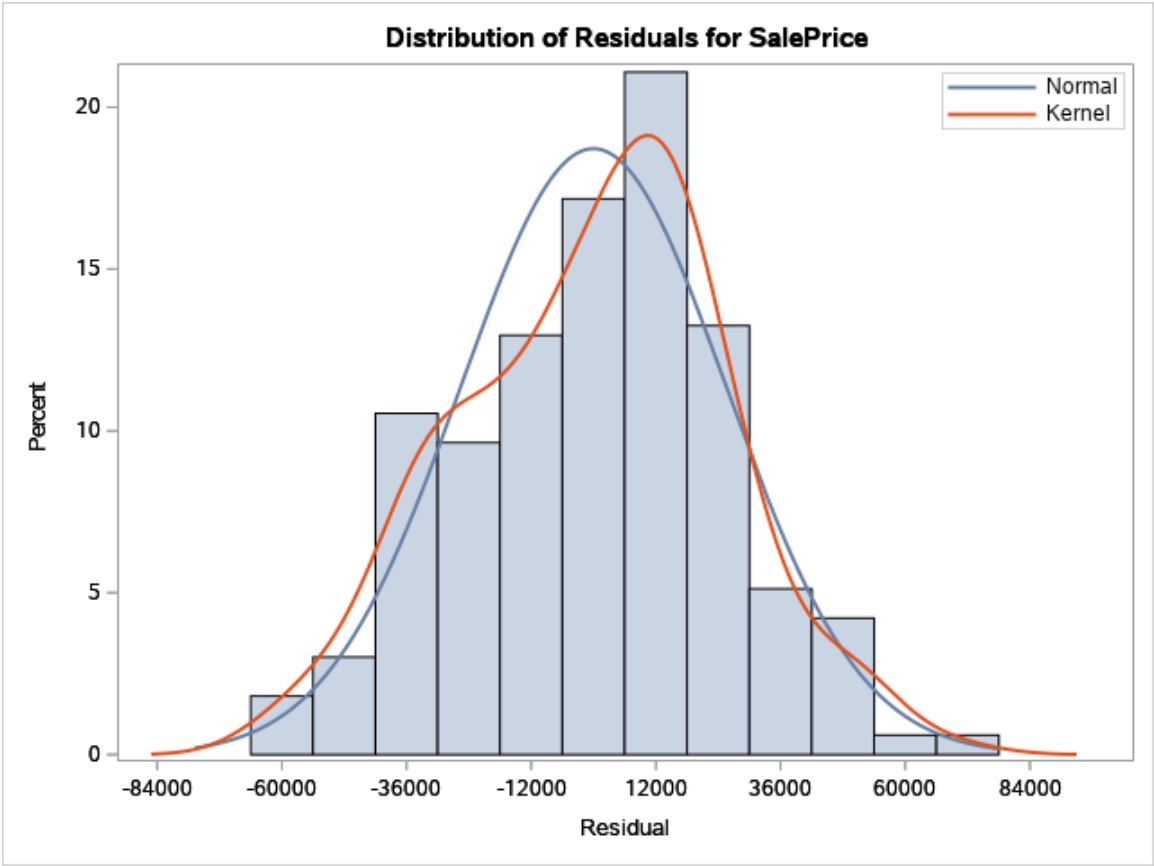 Distribution of Residuals for SalePrice
Normal
Kernel
20
15
10
5
0
Percent
-84000 -60000 -36000 -12000 12000 36000 60000 84000
Residual